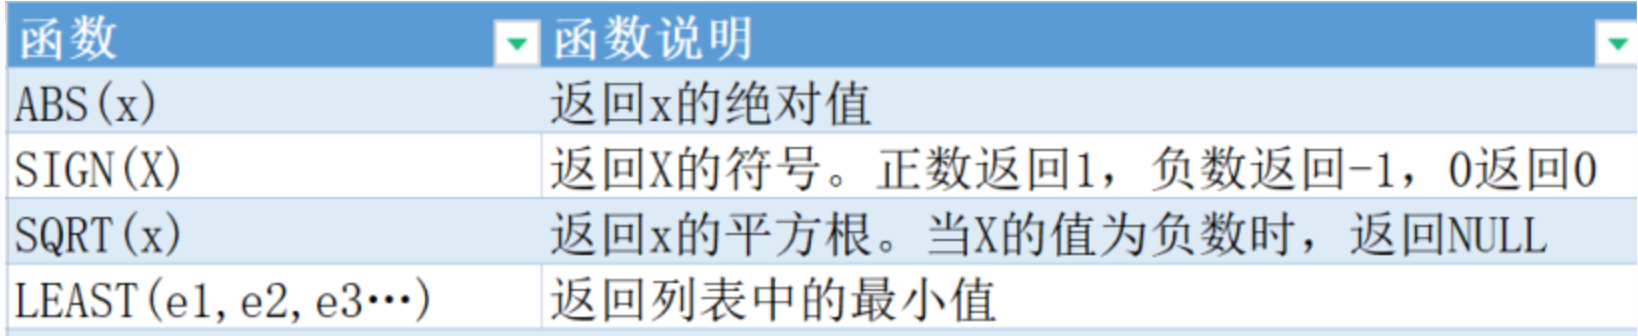 函数 函数说明
ABS(x) 返回x的绝对值
SIGN(X) 返回X的符号。正数返回1，负数返回-1，0返回0
SQRT(x) 返回x的平方根。当X的值为负数时，返回NULL
LEAST(e1,e2,e3…) 返回列表中的最小值